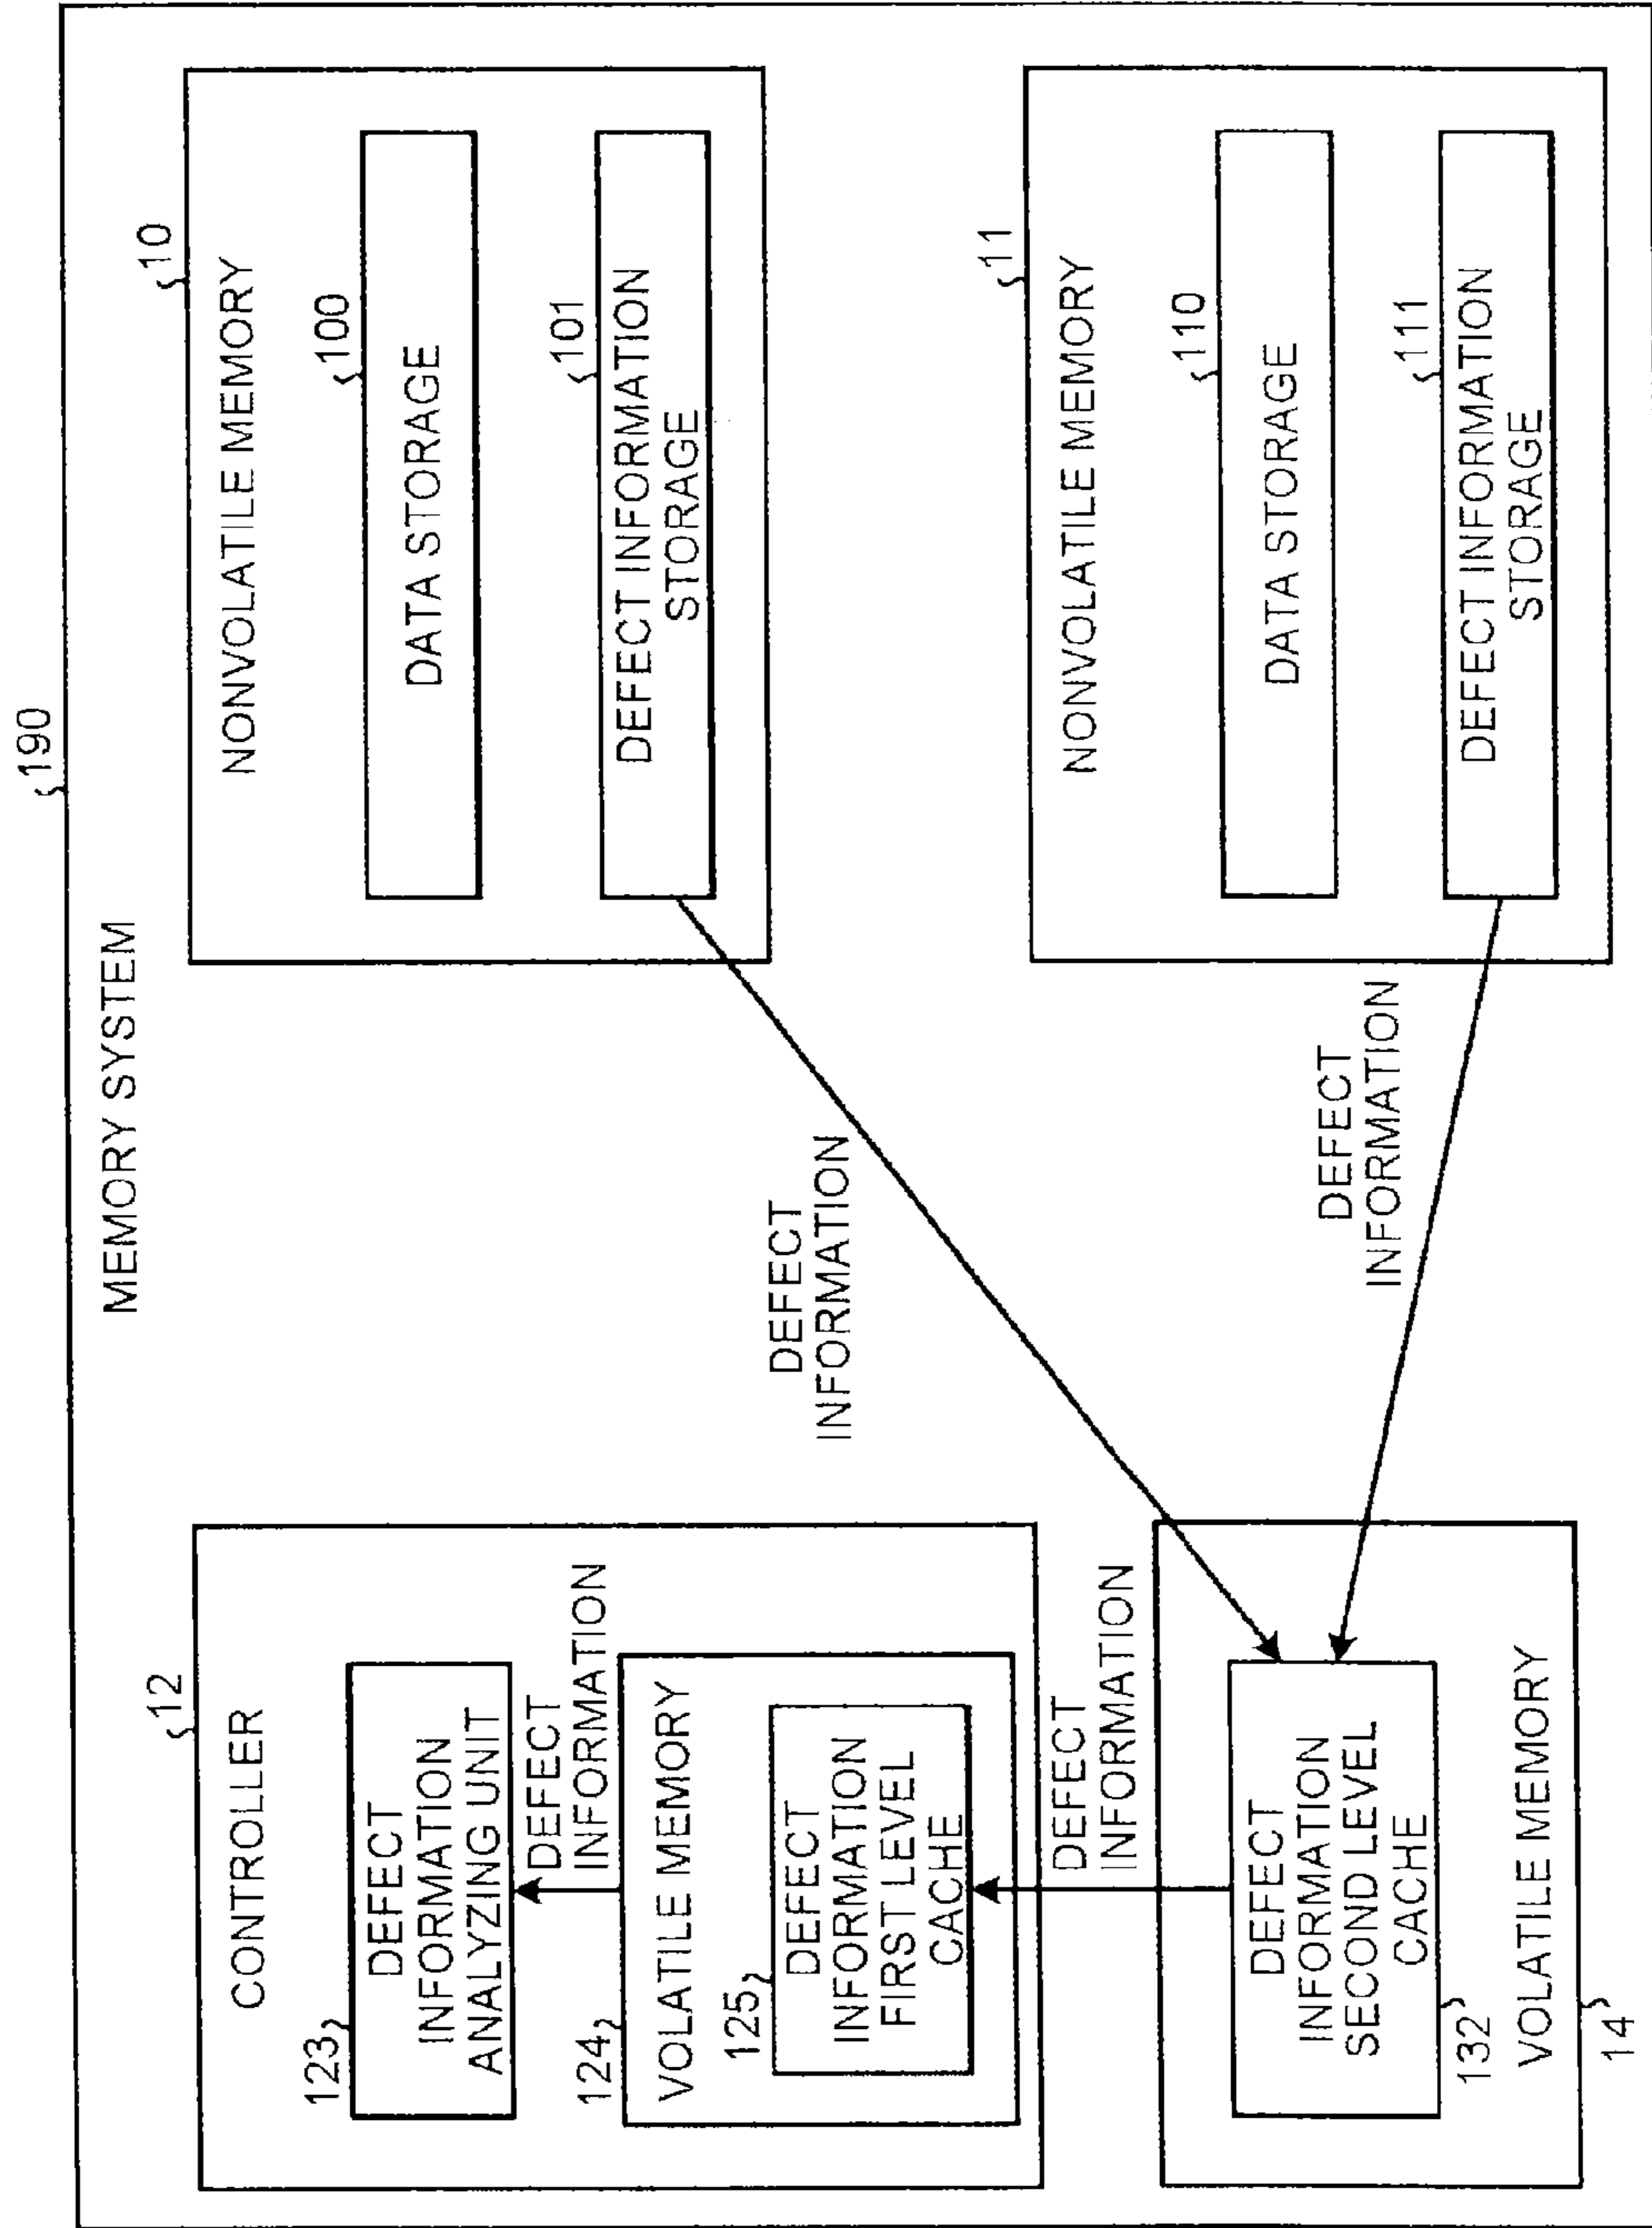 190
MEMORY SYSTEM
12
CONTROLLER
123
DEFECT
INFORMATION
ANALYZING UNIT
DEFECT
INFORMATION
124
VOLATILE MEMORY
125
DEFECT
INFORMATION
FIRST LEVEL
CACHE
DEFECT
INFORMATION
DEFECT
INFORMATION
SECOND LEVEL
CACHE
132
VOLATILE MEMORY
14
DEFECT
INFORMATION
DEFECT
INFORMATION
10
NONVOLATILE MEMORY
100
DATA STORAGE
101
DEFECT INFORMATION
STORAGE
11
NONVOLATILE MEMORY
110
DATA STORAGE
111
DEFECT INFORMATION
STORAGE